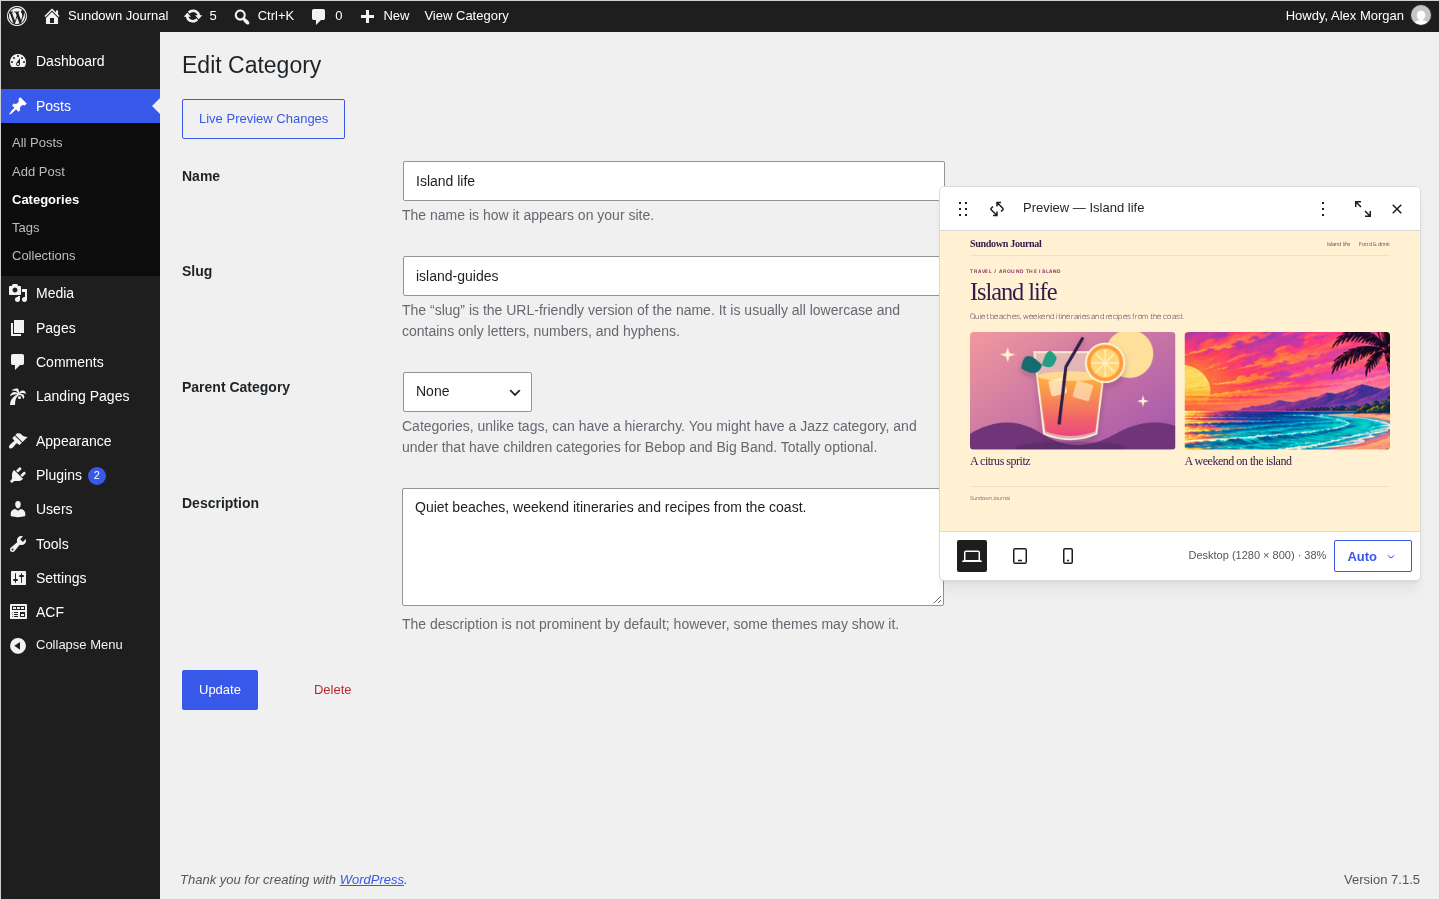 Sundown Journal
5
Ctrl+K
0
New
View Category
Howdy, Alex Morgan
Dashboard
Posts
All Posts
Add Post
Categories
Tags
Collections
Media
Pages
Comments
Landing Pages
Appearance
Plugins 2
Users
Tools
Settings
ACF
Collapse Menu
Edit Category
Live Preview Changes
Name
Island life
The name is how it appears on your site.
Slug
island-guides
The “slug” is the URL-friendly version of the name. It is usually all lowercase and
contains only letters, numbers, and hyphens.
Parent Category
None
Categories, unlike tags, can have a hierarchy. You might have a Jazz category, and
under that have children categories for Bebop and Big Band. Totally optional.
Description
Quiet beaches, weekend itineraries and recipes from the coast.
The description is not prominent by default; however, some themes may show it.
Update
Delete
Preview — Island life
Sundown Journal
Island life
Food & drink
TRAVEL / AROUND THE ISLAND
Island life
Quiet beaches, weekend itineraries and recipes from the coast.
A citrus spritz
A weekend on the island
Sundown Journal
Desktop (1280 × 800) · 38%
Auto
Thank you for creating with WordPress.
Version 7.1.5